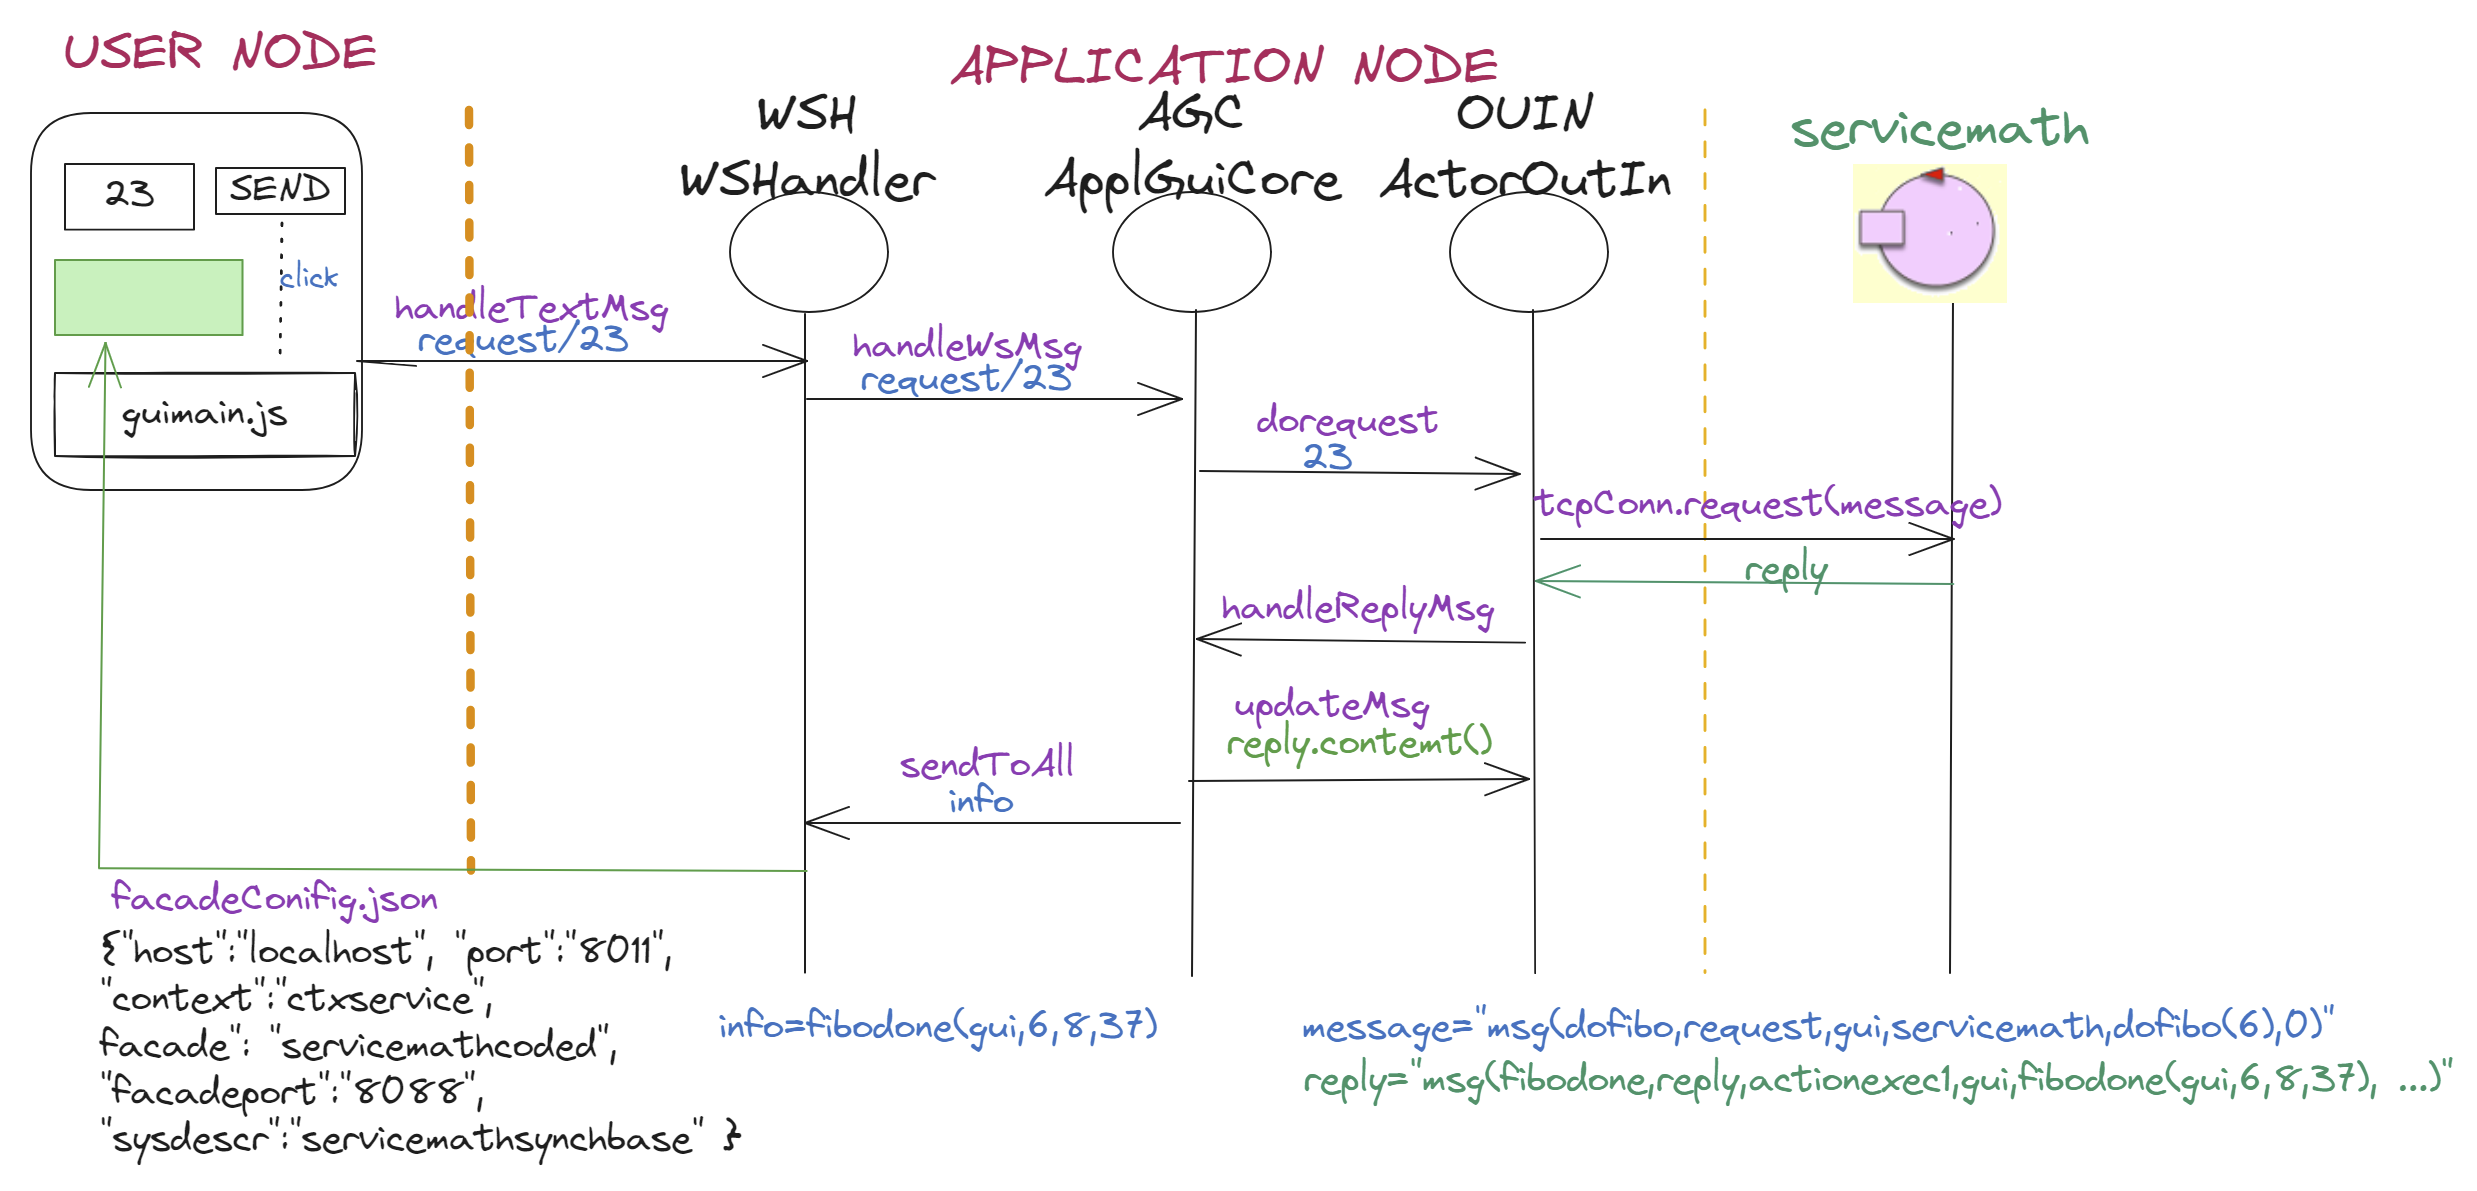 USER NODE
APPLICATION NODE
WSH
WSHandler
AGC
ApplGuiCore
OUIN
ActorOutIn
servicemath
23
SEND
click
guimain.js
handleTextMsg
request/23
handleWsMsg
request/23
dorequest
23
tcpConn.request(message)
reply
handleReplyMsg
updateMsg
reply.contemt()
sendToAll
info
facadeConifig.json
{"host":"localhost", "port":"8011",
"context":"ctxservice",
facade": "servicemathcoded",
"facadeport":"8088",
"sysdescr":"servicemathsynchbase" }
info=fibodone(gui,6,8,37)
message="msg(dofibo,request,gui,servicemath,dofibo(6),0)"
reply="msg(fibodone,reply,actionexec1,gui,fibodone(gui,6,8,37), ...)"